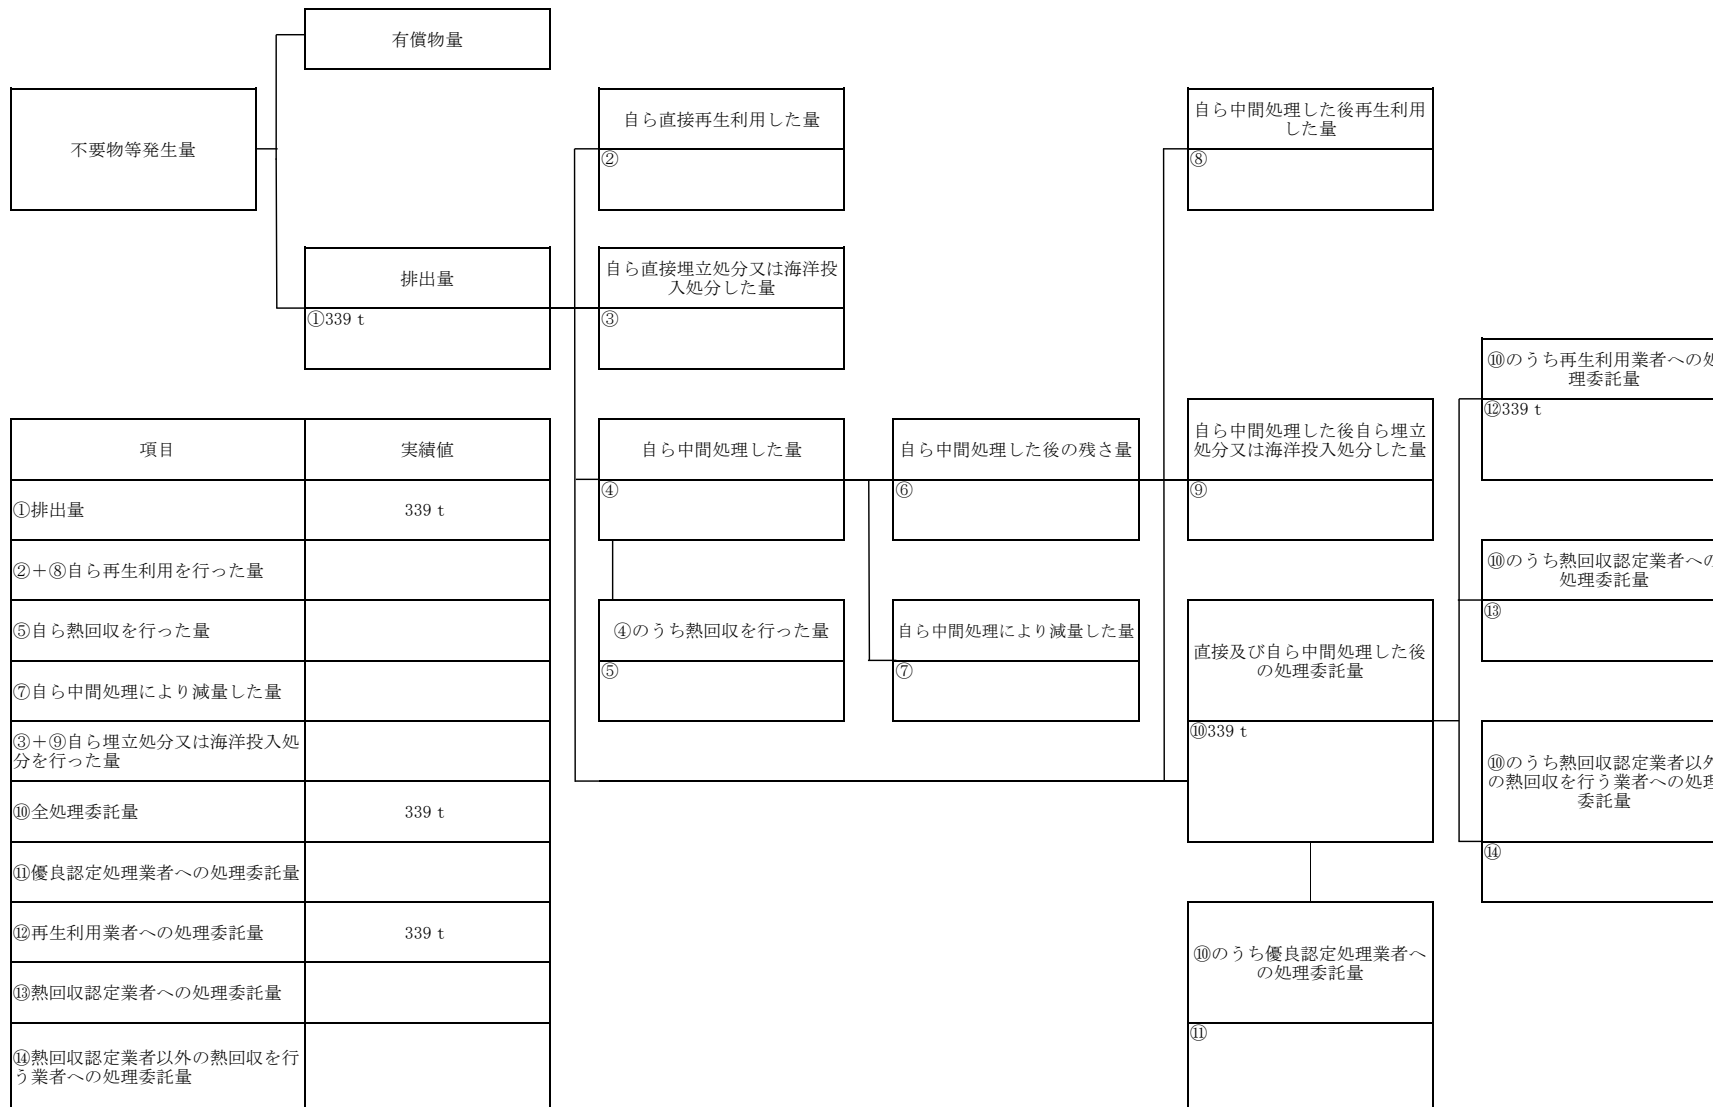 有償物量
不要物等発生量
自ら直接再生利用した量
②
自ら中間処理した後再生利用
した量
⑧
排出量
①339 t
自ら直接埋立処分又は海洋投
入処分した量
③
⑩のうち再生利用業者への処
理委託量
⑫339 t
項目
実績値
①排出量
339 t
②+⑧自ら再生利用を行った量
⑤自ら熱回収を行った量
⑦自ら中間処理により減量した量
③+⑨自ら埋立処分又は海洋投入処
分を行った量
⑩全処理委託量
339 t
⑪優良認定処理業者への処理委託量
⑫再生利用業者への処理委託量
339 t
⑬熱回収認定業者への処理委託量
⑭熱回収認定業者以外の熱回収を行
う業者への処理委託量
自ら中間処理した量
④
自ら中間処理した後の残さ量
⑥
自ら中間処理した後自ら埋立
処分又は海洋投入処分した量
⑨
④のうち熱回収を行った量
⑤
自ら中間処理により減量した量
⑦
直接及び自ら中間処理した後
の処理委託量
⑩339 t
⑩のうち熱回収認定業者への
処理委託量
⑬
⑩のうち熱回収認定業者以外
の熱回収を行う業者への処理
委託量
⑭
⑩のうち優良認定処理業者へ
の処理委託量
⑪